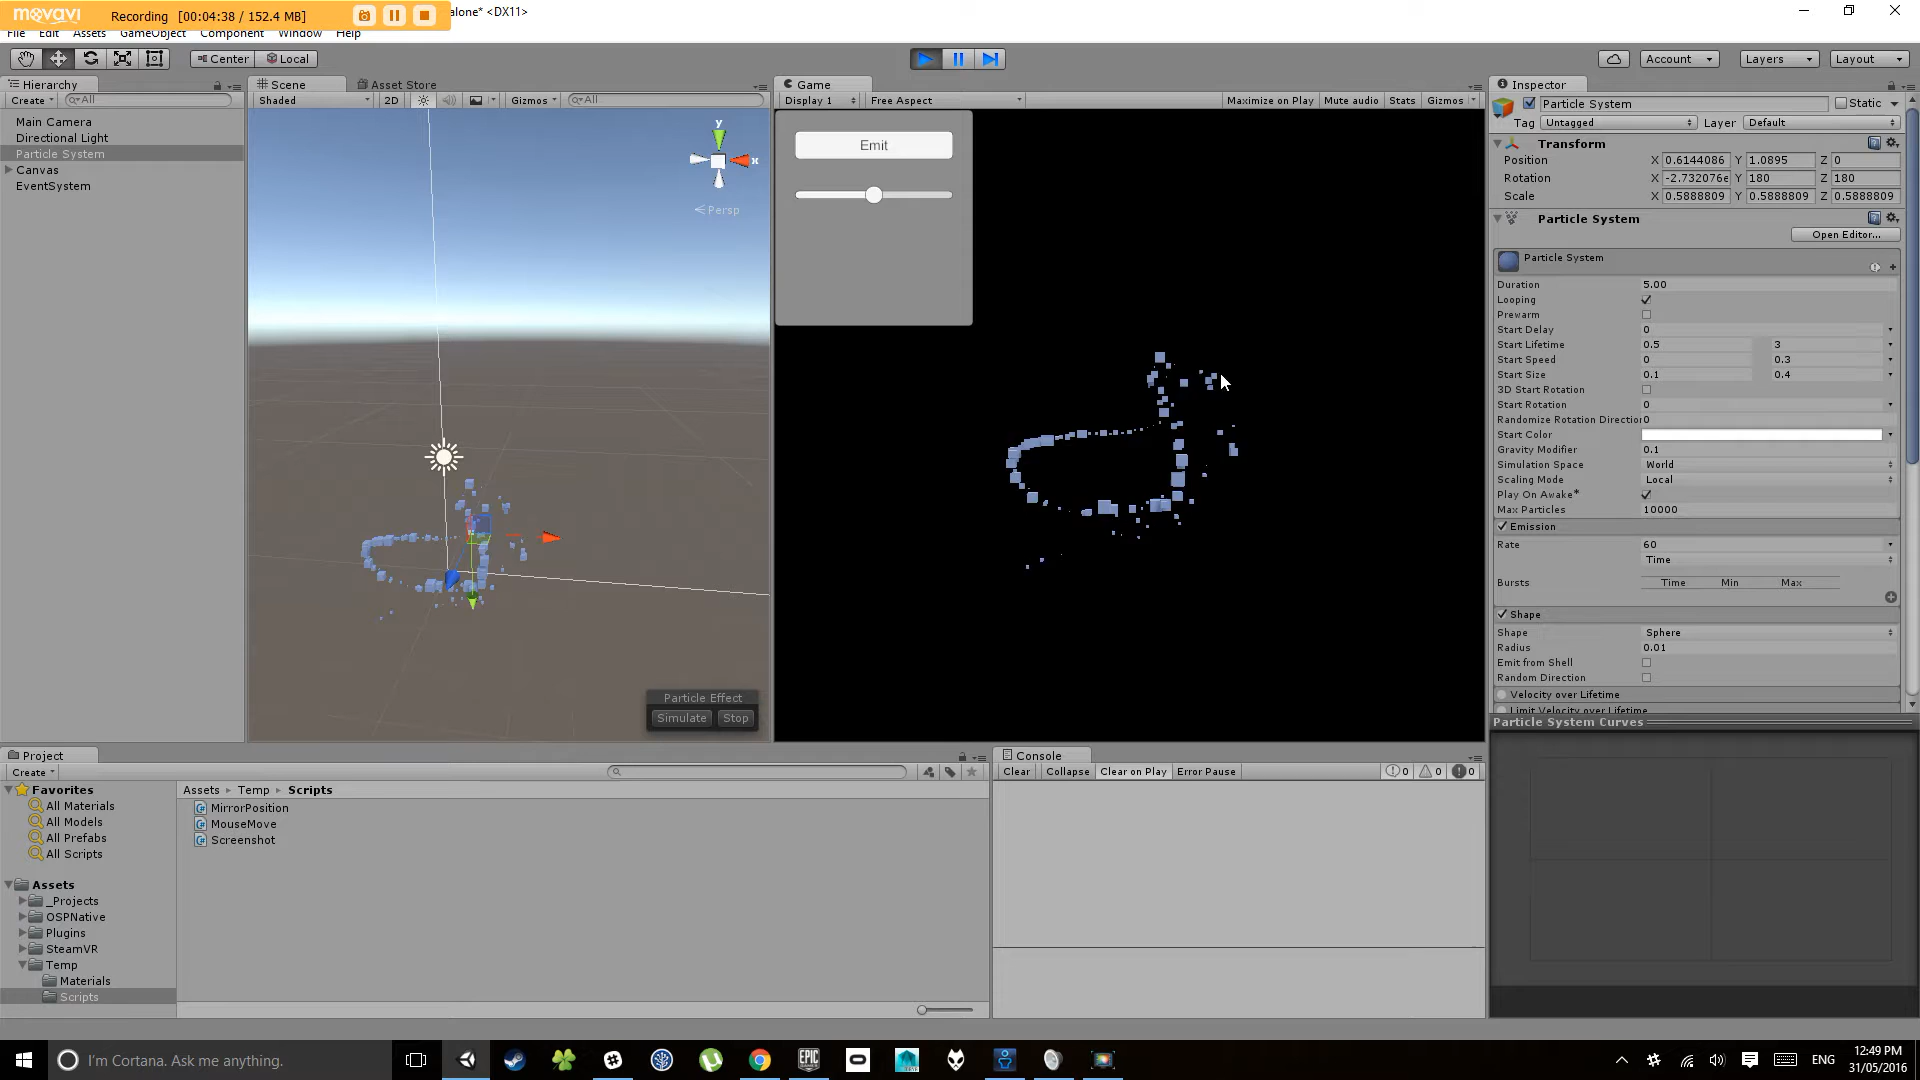 movavi
Recording [00:04:38 / 152.4 MB]
alone* <DX11>
File Edit Assets GameObject Component Window Help
Center Local
Account Layers Layout
Hierarchy
Create All
Main Camera
Directional Light
Particle System
Canvas
EventSystem
Scene Asset Store
Shaded 2D Gizmos All
y
x
Persp
Particle Effect
Simulate Stop
Game
Display 1 Free Aspect Maximize on Play Mute audio Stats Gizmos
Emit
Inspector
Particle System Static
Tag Untagged Layer Default
Transform
Position X 0.6144086 Y 1.0895 Z 0
Rotation X -2.732076e Y 180 Z 180
Scale X 0.5888809 Y 0.5888809 Z 0.5888809
Particle System
Open Editor...
Particle System
Duration 5.00
Looping
Prewarm
Start Delay 0
Start Lifetime 0.5 3
Start Speed 0 0.3
Start Size 0.1 0.4
3D Start Rotation
Start Rotation 0
Randomize Rotation Direction 0
Start Color
Gravity Modifier 0.1
Simulation Space World
Scaling Mode Local
Play On Awake*
Max Particles 10000
Emission
Rate 60
Time
Bursts Time Min Max
Shape
Shape Sphere
Radius 0.01
Emit from Shell
Random Direction
Velocity over Lifetime
Limit Velocity over Lifetime
Particle System Curves
Project
Create
Favorites
All Materials
All Models
All Prefabs
All Scripts
Assets
_Projects
OSPNative
Plugins
SteamVR
Temp
Materials
Scripts
Assets Temp Scripts
MirrorPosition
MouseMove
Screenshot
Console
Clear Collapse Clear on Play Error Pause 0 0 0
I'm Cortana. Ask me anything.
EPIC
ENG
12:49 PM
31/05/2016